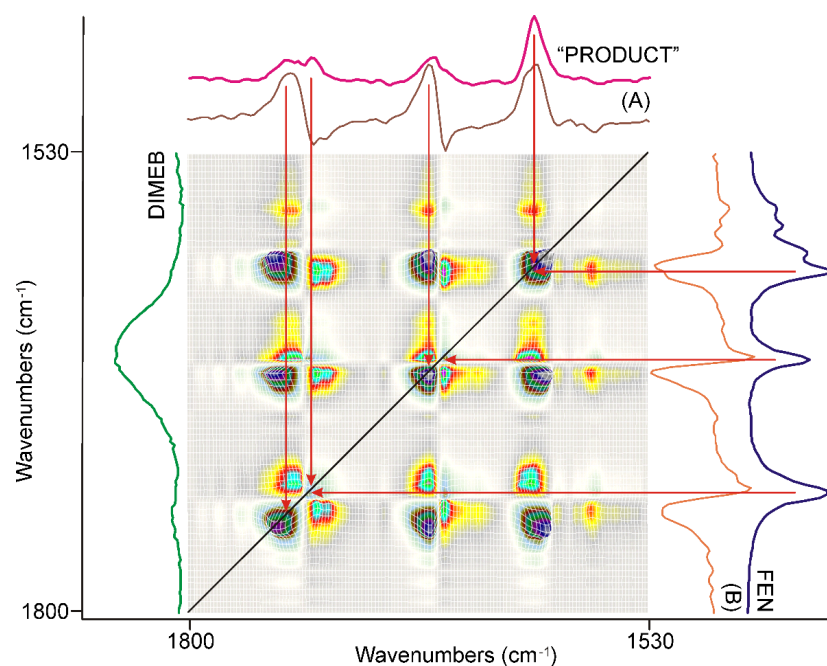 “PRODUCT”
(A)
1530
DIMEB
Wavenumbers (cm⁻¹)
FEN
(B)
1800
1800
1530
Wavenumbers (cm⁻¹)